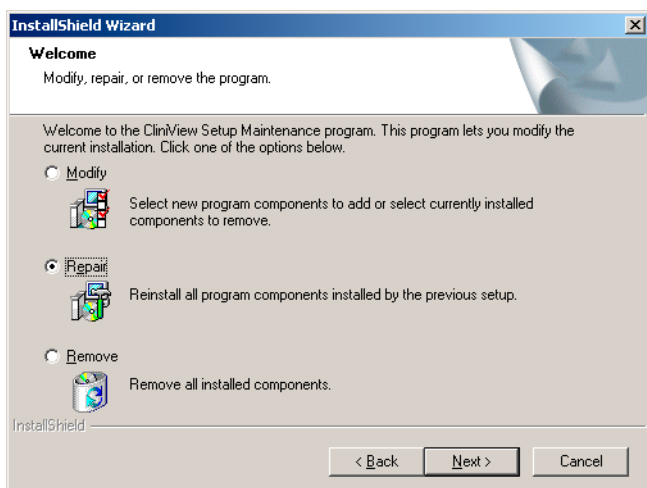 InstallShield Wizard
Welcome
Modify, repair, or remove the program.
Welcome to the CliniView Setup Maintenance program. This program lets you modify the
current installation. Click one of the options below.
Modify
Select new program components to add or select currently installed
components to remove.
Repair
Reinstall all program components installed by the previous setup.
Remove
Remove all installed components.
InstallShield
< Back Next > Cancel